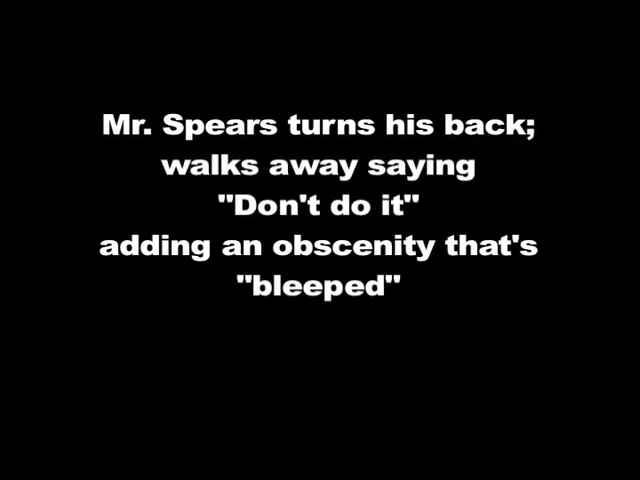 Mr. Spears turns his back;
walks away saying
"Don't do it"
adding an obscenity that's
"bleeped"